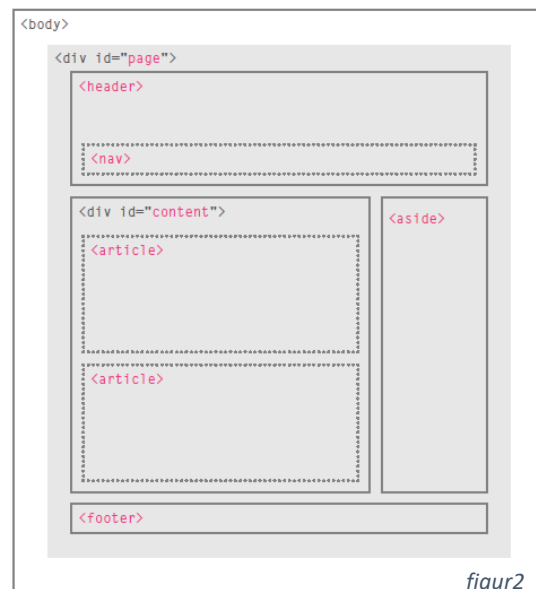 <body>
<div id="page">
<header>
<nav>
<div id="content">
<aside>
<article>
<article>
<footer>
figur2